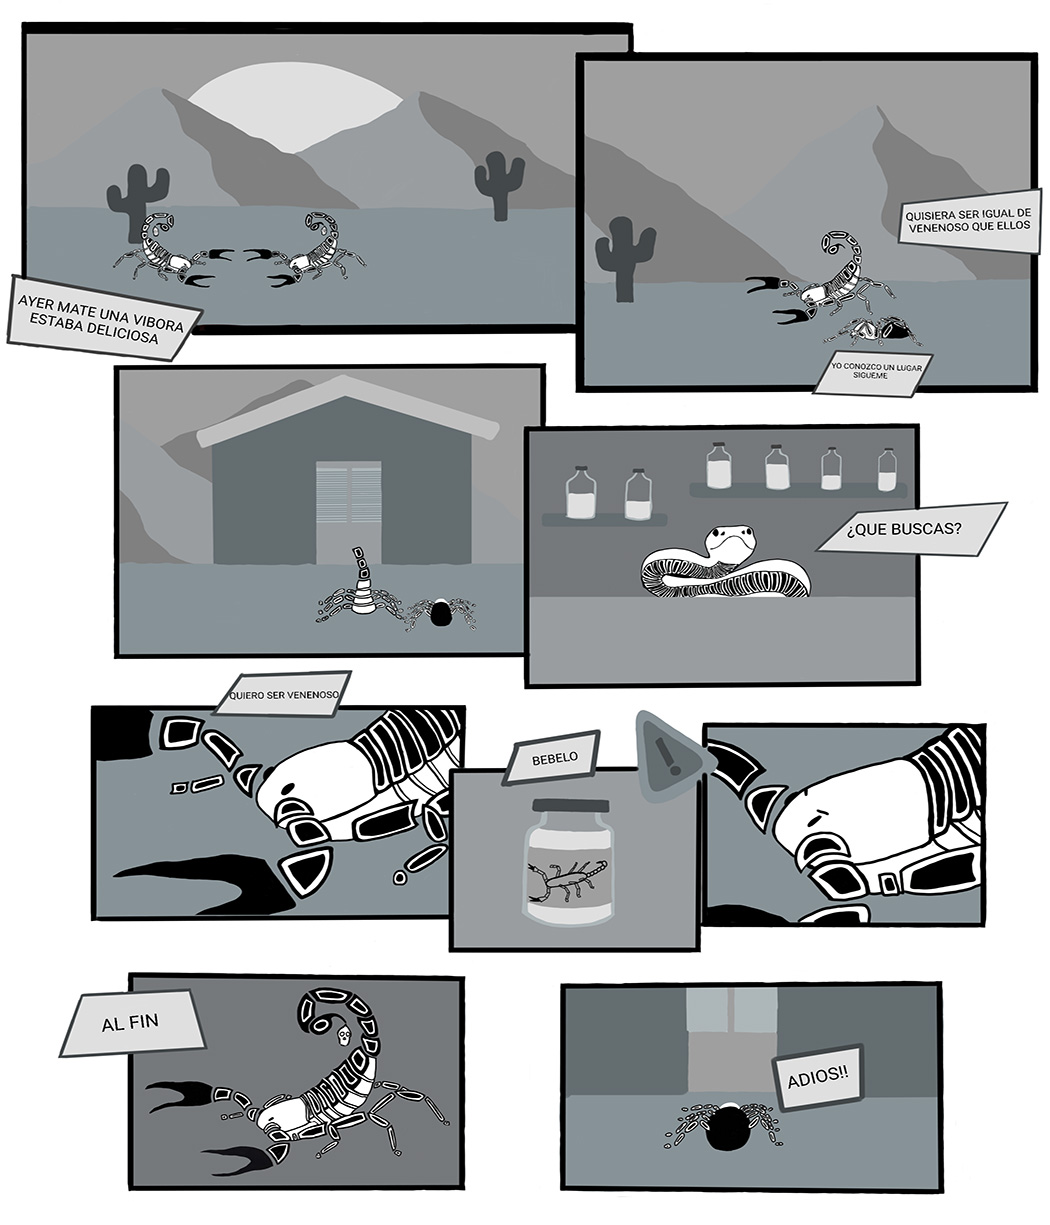 AYER MATE UNA VIBORA
ESTABA DELICIOSA
QUISIERA SER IGUAL DE
VENENOSO QUE ELLOS
YO CONOZCO UN LUGAR
SIGUEME
¿QUE BUSCAS?
QUIERO SER VENENOSO
BEBELO
!
AL FIN
ADIOS!!